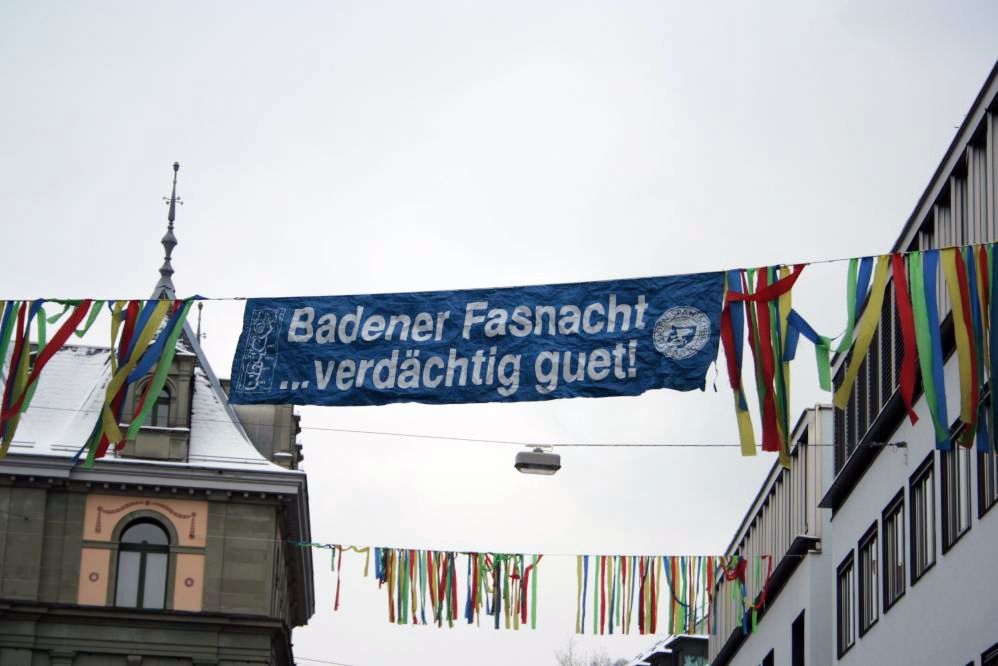 Badener Fasnacht
...verdächtig guet!